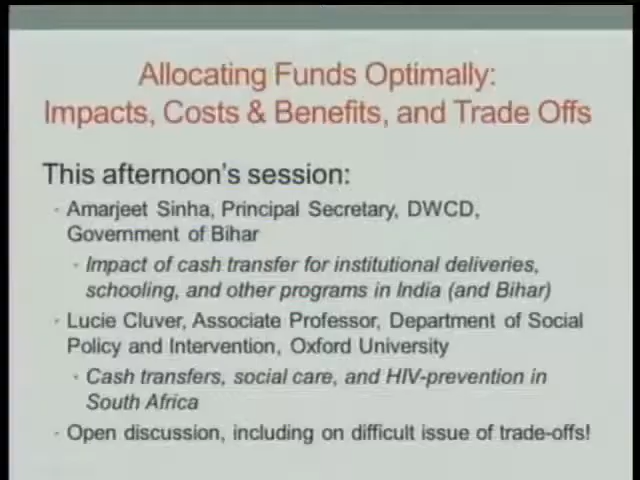 Allocating Funds Optimally:
Impacts, Costs & Benefits, and Trade Offs
This afternoon's session:
· Amarjeet Sinha, Principal Secretary, DWCD,
Government of Bihar
· Impact of cash transfer for institutional deliveries,
schooling, and other programs in India (and Bihar)
· Lucie Cluver, Associate Professor, Department of Social
Policy and Intervention, Oxford University
· Cash transfers, social care, and HIV-prevention in
South Africa
· Open discussion, including on difficult issue of trade-offs!